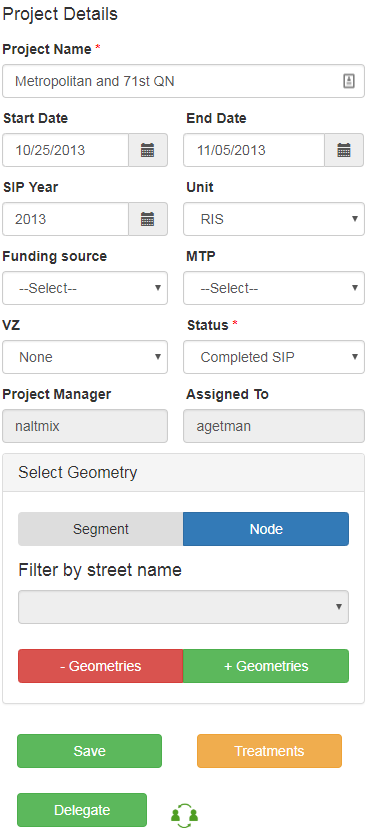 Project Details
Project Name *
Metropolitan and 71st QN
Start Date End Date
10/25/2013 11/05/2013
SIP Year Unit
2013 RIS
Funding source MTP
--Select-- --Select--
VZ Status *
None Completed SIP
Project Manager Assigned To
naltmix agetman
Select Geometry
Segment Node
Filter by street name
- Geometries + Geometries
Save Treatments
Delegate